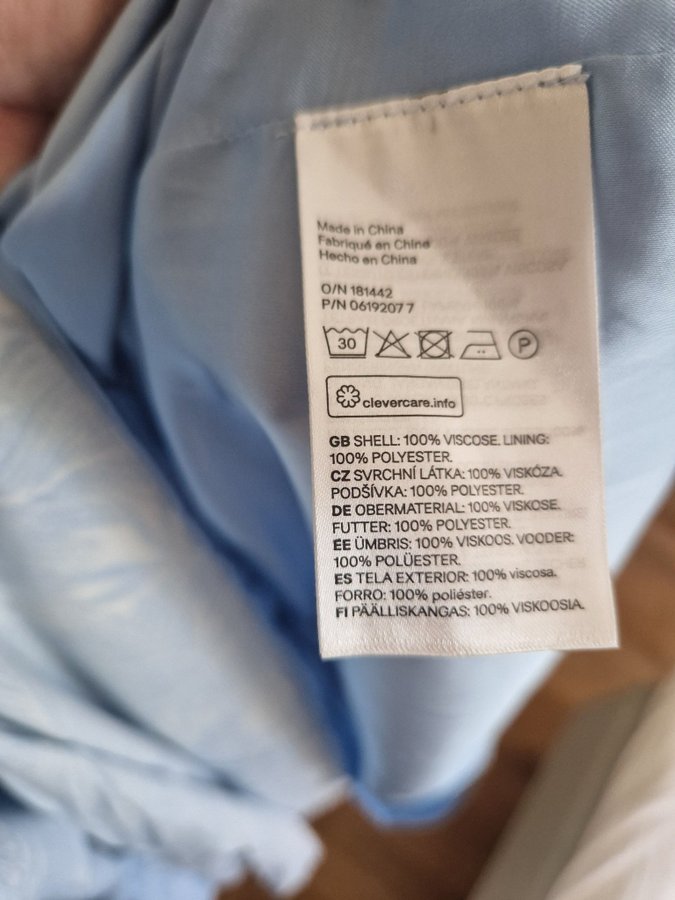 Made in China
Fabriqué en Chine
Hecho en China
O/N 181442
P/N 0619207 7
30
P
clevercare.info
GB SHELL: 100% VISCOSE. LINING:
100% POLYESTER.
CZ SVRCHNÍ LÁTKA: 100% VISKÓZA.
PODŠÍVKA: 100% POLYESTER.
DE OBERMATERIAL: 100% VISKOSE.
FUTTER: 100% POLYESTER.
EE ÜMBRIS: 100% VISKOOS. VOODER:
100% POLÜESTER.
ES TELA EXTERIOR: 100% viscosa.
FORRO: 100% poliéster.
FI PÄÄLLISKANGAS: 100% VISKOOSIA.